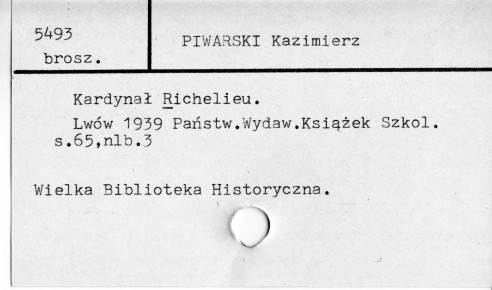 5493
brosz.
PIWARSKI Kazimierz
Kardynał Richelieu.
Lwów 1939 Państw.Wydaw.Książek Szkol.
s.65,nlb.3
Wielka Biblioteka Historyczna.